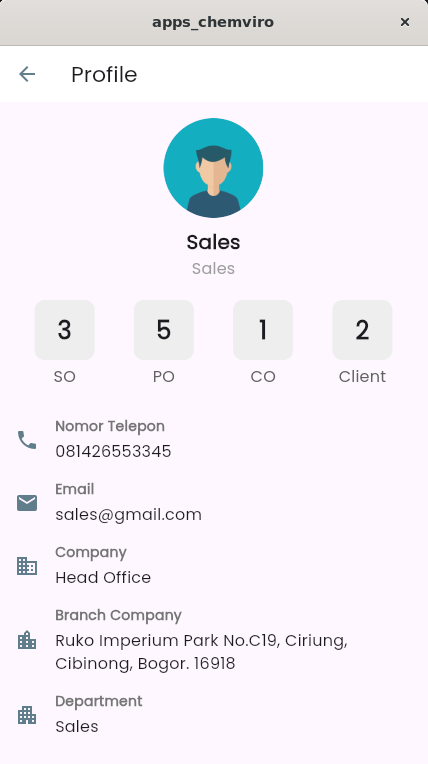 apps_chemviro
Profile
Sales
Sales
3 5 1 2
SO PO CO Client
Nomor Telepon
081426553345
Email
sales@gmail.com
Company
Head Office
Branch Company
Ruko Imperium Park No.C19, Ciriung,
Cibinong, Bogor. 16918
Department
Sales